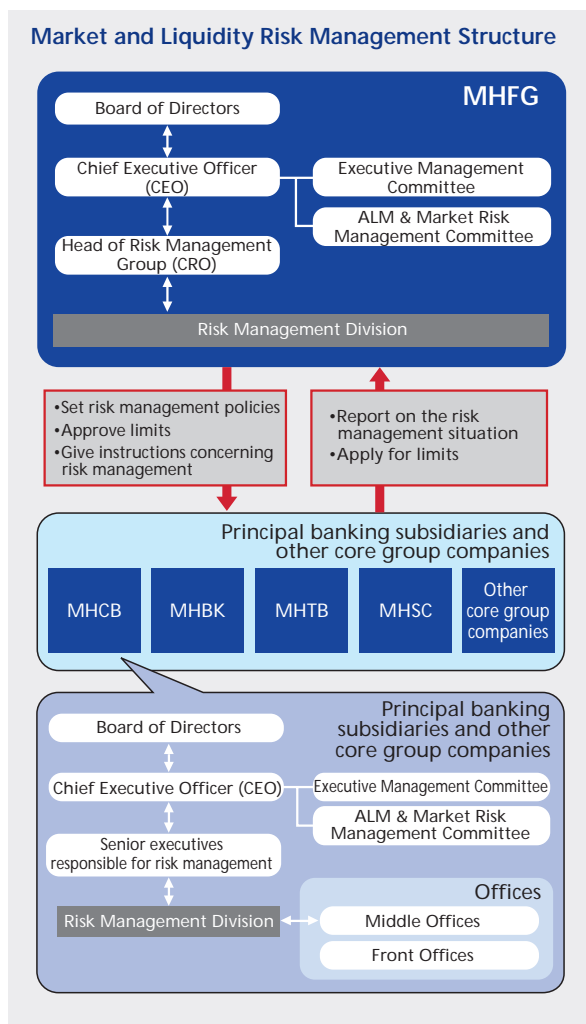 Market and Liquidity Risk Management Structure
MHFG
Board of Directors
Chief Executive Officer
(CEO)
Executive Management
Committee
ALM & Market Risk
Management Committee
Head of Risk Management
Group (CRO)
Risk Management Division
•Set risk management policies
•Approve limits
•Give instructions concerning
risk management
•Report on the risk
management situation
•Apply for limits
Principal banking subsidiaries and
other core group companies
MHCB
MHBK
MHTB
MHSC
Other
core group
companies
Principal banking
subsidiaries and other
core group companies
Board of Directors
Chief Executive Officer (CEO)
Executive Management Committee
ALM & Market Risk
Management Committee
Senior executives
responsible for risk management
Risk Management Division
Offices
Middle Offices
Front Offices